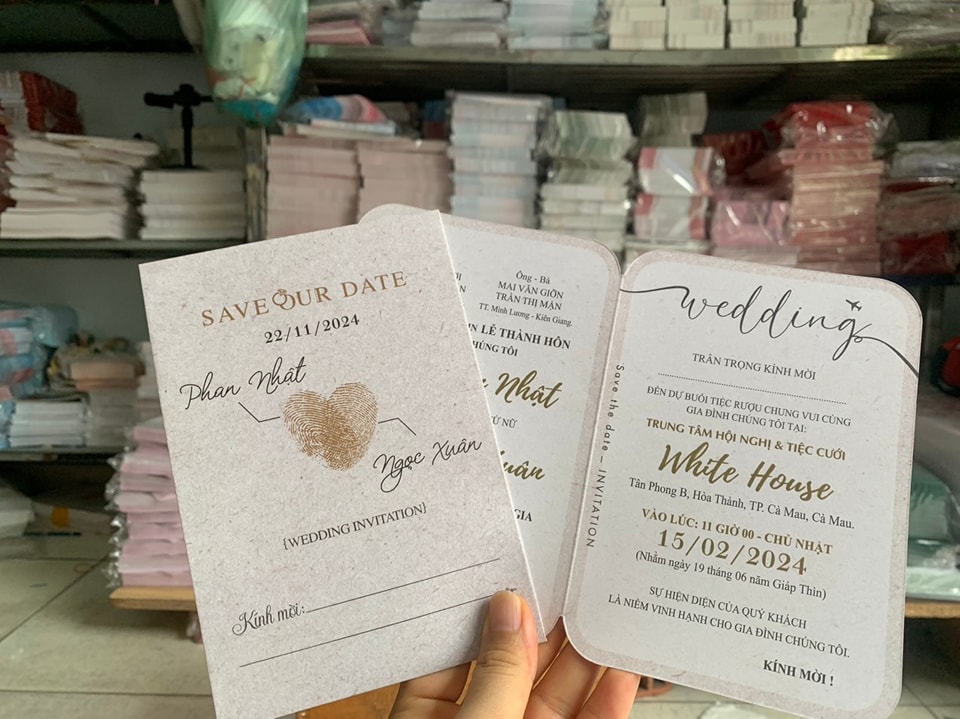 SAVE OUR DATE
22/11/2024
Phan Nhật
Ngọc Xuân
{WEDDING INVITATION}
Kính mời:
Ông - Bà
MAI VĂN GIỎN
TRẦN THỊ MẬN
TT. Minh Lương - Kiên Giang.
LỄ THÀNH HÔN
CHÚNG TÔI
Nhật
Ứ NỮ
uân
GIA
Save the date – INVITATION
wedding
TRÂN TRỌNG KÍNH MỜI
ĐẾN DỰ BUỔI TIỆC RƯỢU CHUNG VUI CÙNG
GIA ĐÌNH CHÚNG TÔI TẠI:
TRUNG TÂM HỘI NGHỊ & TIỆC CƯỚI
White House
Tân Phong B, Hòa Thành, TP. Cà Mau, Cà Mau.
VÀO LÚC: 11 GIỜ 00 - CHỦ NHẬT
15/02/2024
(Nhằm ngày 19 tháng 06 năm Giáp Thìn)
SỰ HIỆN DIỆN CỦA QUÝ KHÁCH
LÀ NIỀM VINH HẠNH CHO GIA ĐÌNH CHÚNG TÔI.
KÍNH MỜI !